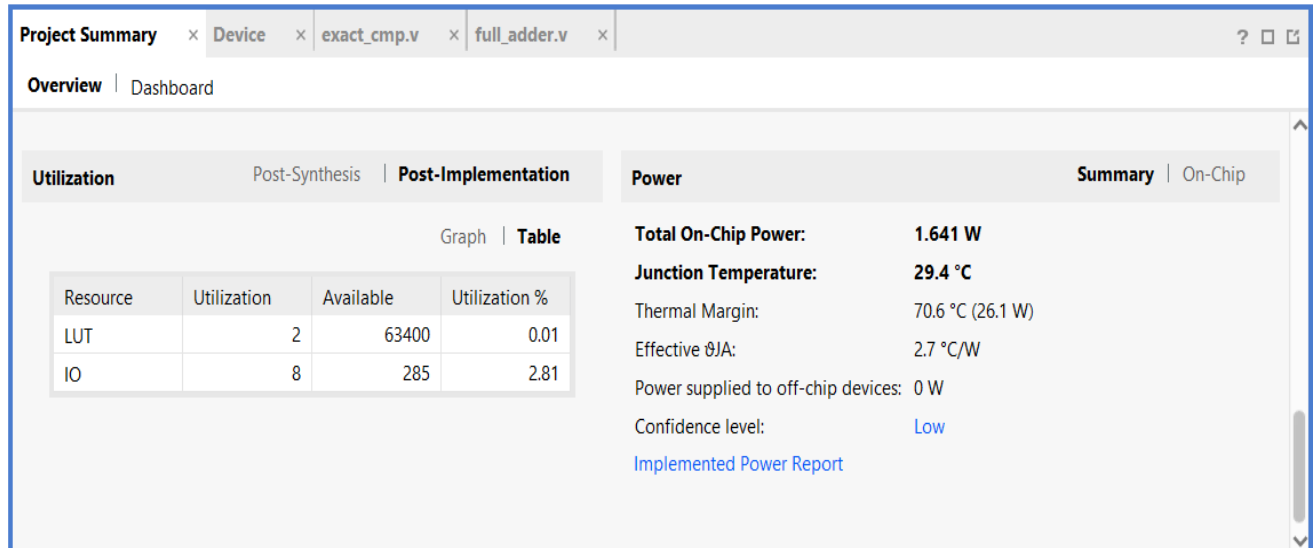 Project Summary × Device × exact_cmp.v × full_adder.v × ?
Overview | Dashboard
Utilization Post-Synthesis | Post-Implementation
Graph | Table
Resource Utilization Available Utilization %
LUT 2 63400 0.01
IO 8 285 2.81
Power Summary | On-Chip
Total On-Chip Power: 1.641 W
Junction Temperature: 29.4 °C
Thermal Margin: 70.6 °C (26.1 W)
Effective ϑJA: 2.7 °C/W
Power supplied to off-chip devices: 0 W
Confidence level: Low
Implemented Power Report